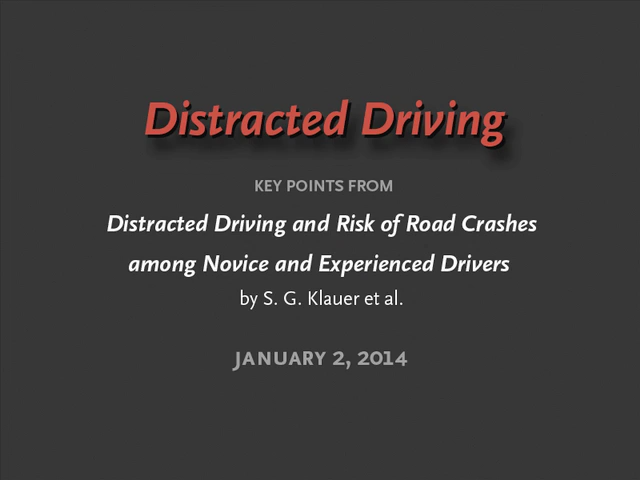 Distracted Driving
KEY POINTS FROM
Distracted Driving and Risk of Road Crashes
among Novice and Experienced Drivers
by S. G. Klauer et al.
JANUARY 2, 2014